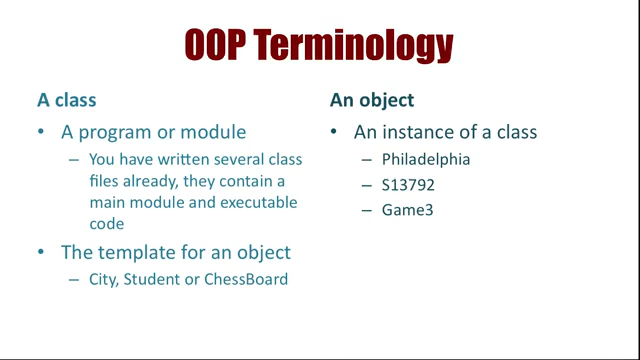 OOP Terminology
A class
• A program or module
– You have written several class
files already, they contain a
main module and executable
code
• The template for an object
– City, Student or ChessBoard
An object
• An instance of a class
– Philadelphia
– S13792
– Game3